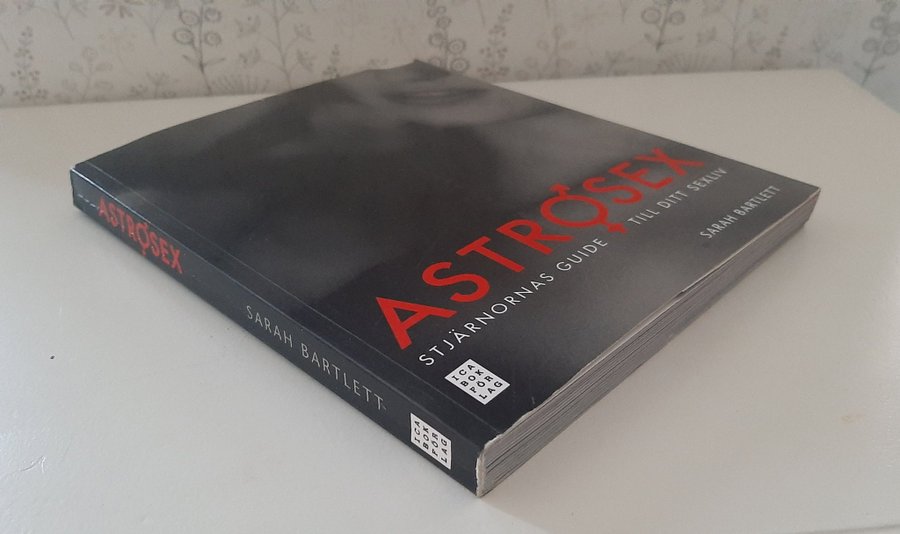 ASTROSEX
STJÄRNORNAS GUIDE TILL DITT SEXLIV
SARAH BARTLETT
ICA
BOK
FÖR
LAG
ASTROSEX
SARAH BARTLETT
ICA
BOK
FÖR
LAG